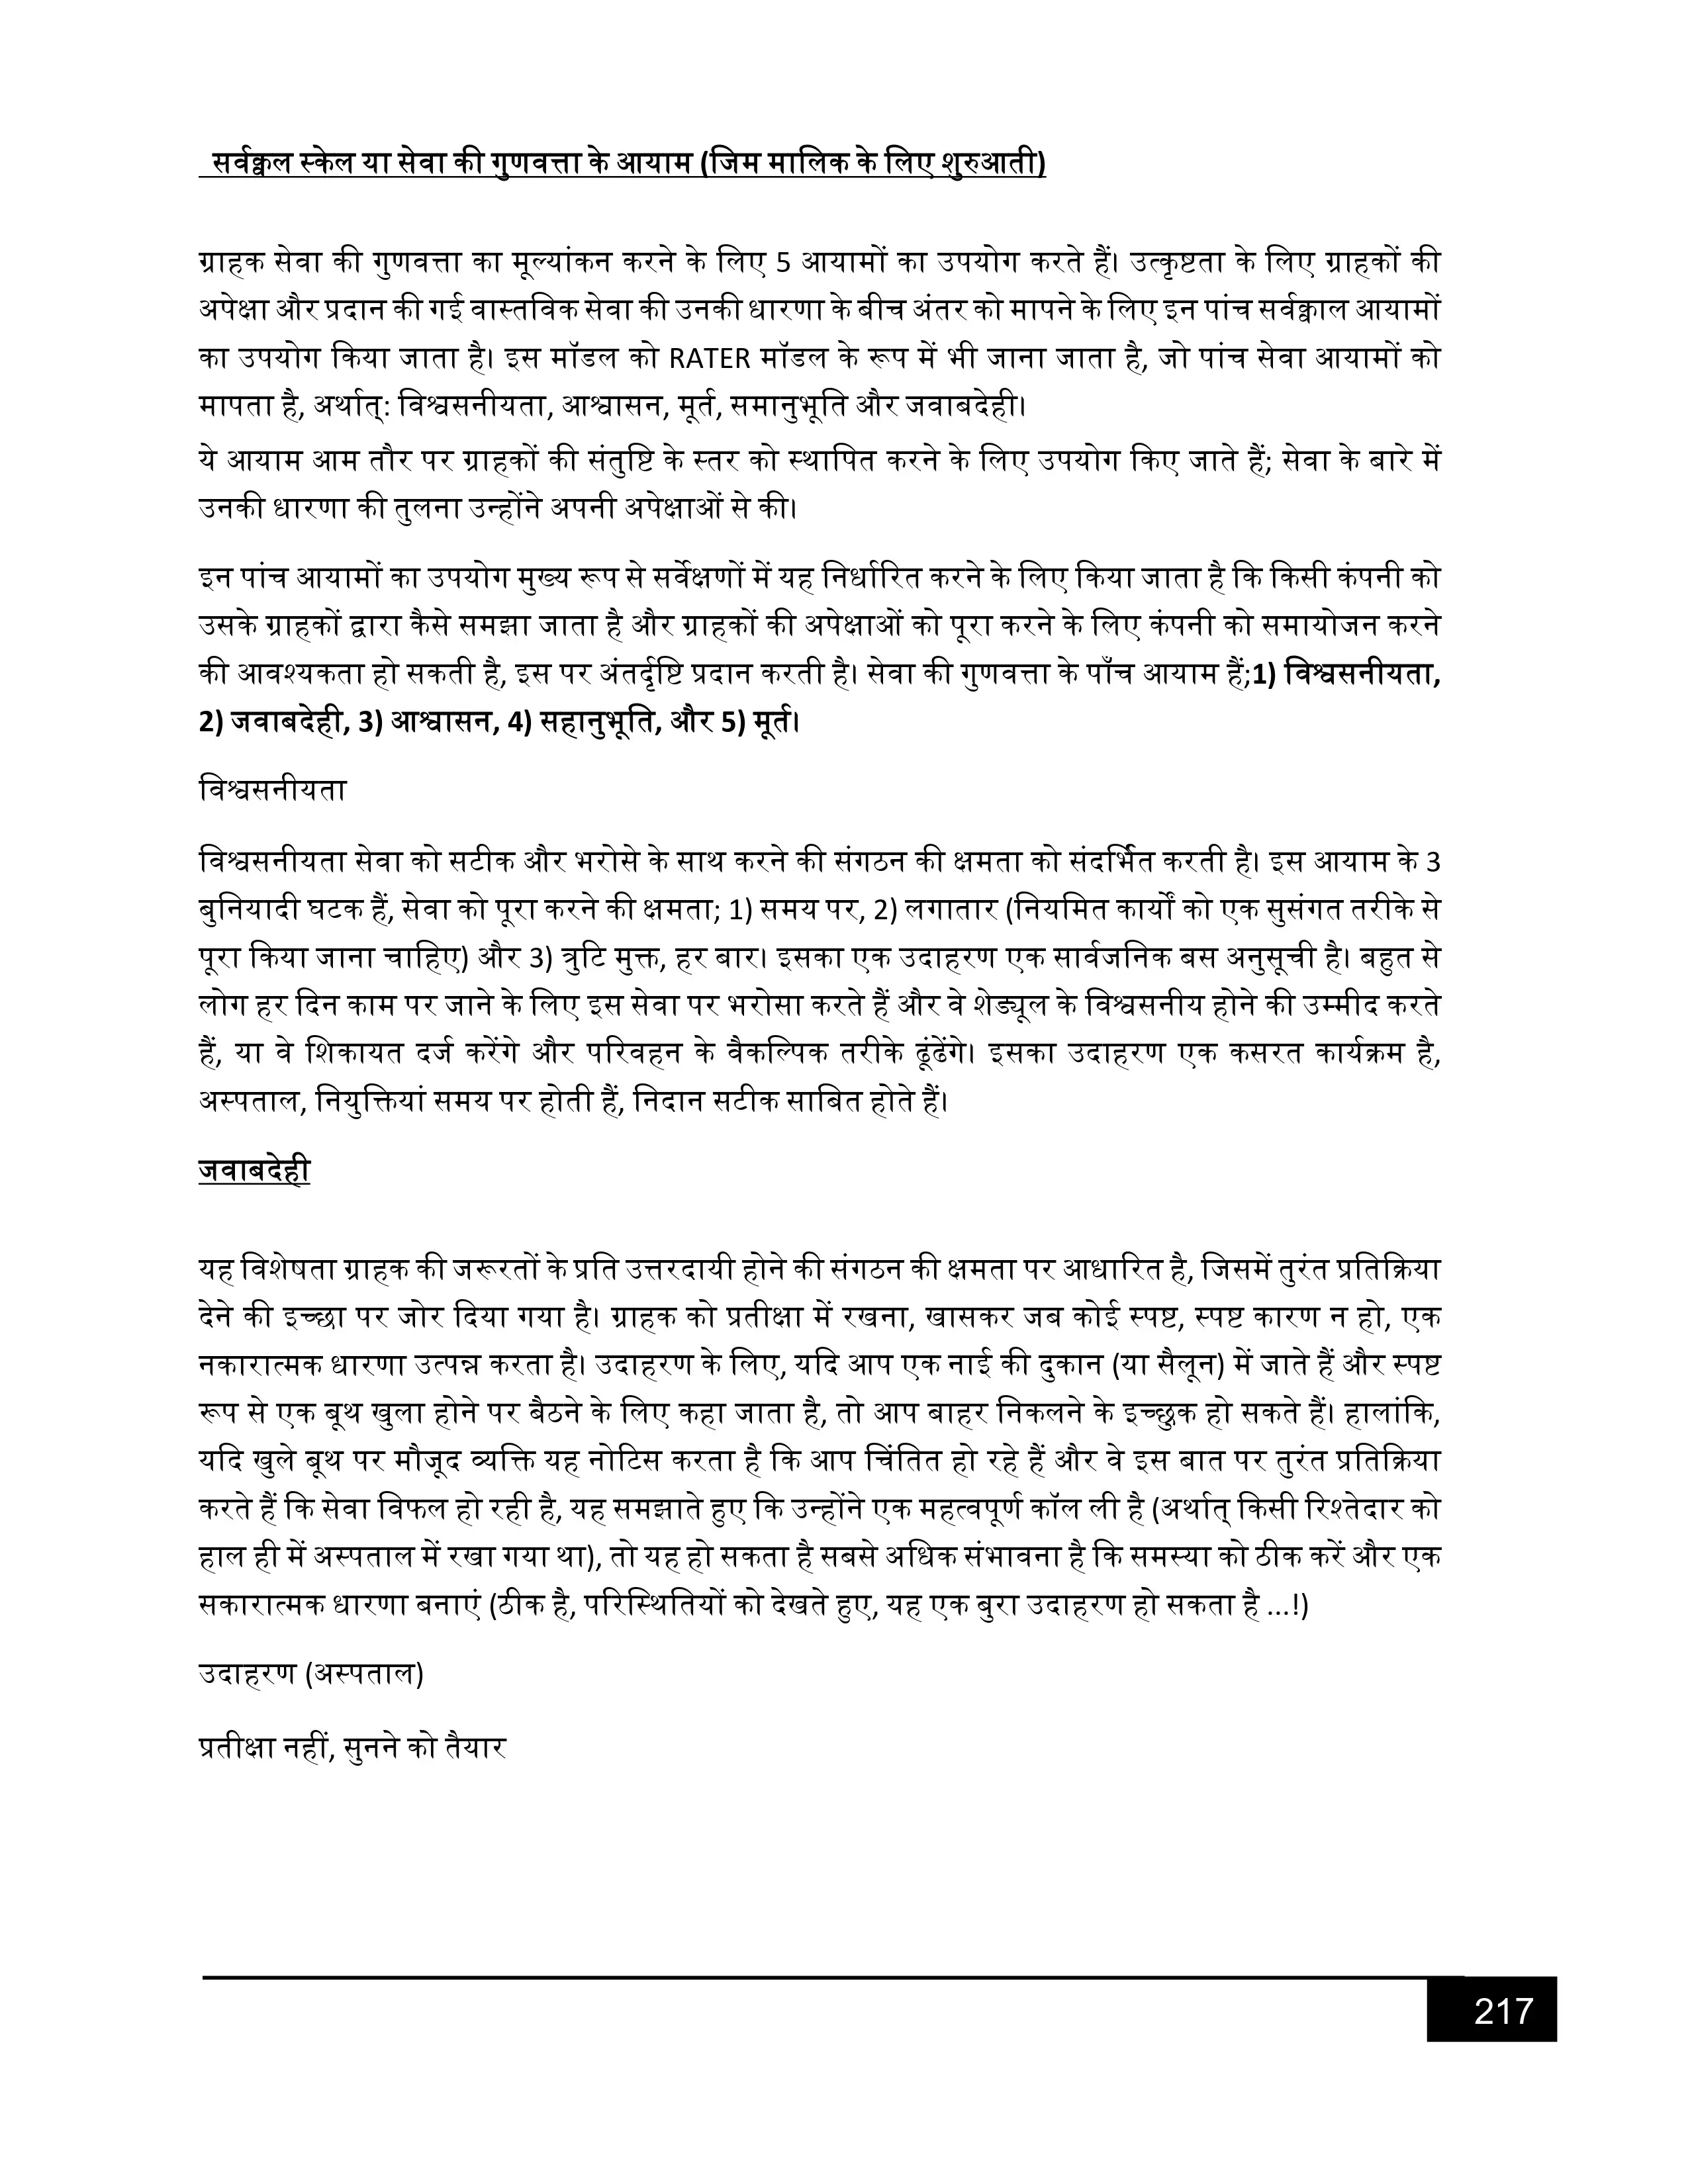 सर्वक्वल स्केल या सेवा की गुणवत्ता के आयाम (जिम मालिक के लिए शुरुआती)
ग्राहक सेवा की गुणवत्ता का मूल्यांकन करने के लिए 5 आयामों का उपयोग करते हैं। उत्कृष्टता के लिए ग्राहकों की
अपेक्षा और प्रदान की गई वास्तविक सेवा की उनकी धारणा के बीच अंतर को मापने के लिए इन पांच सर्वक्वाल आयामों
का उपयोग किया जाता है। इस मॉडल को RATER मॉडल के रूप में भी जाना जाता है, जो पांच सेवा आयामों को
मापता है, अर्थात्: विश्वसनीयता, आश्वासन, मूर्त, समानुभूति और जवाबदेही।
ये आयाम आम तौर पर ग्राहकों की संतुष्टि के स्तर को स्थापित करने के लिए उपयोग किए जाते हैं; सेवा के बारे में
उनकी धारणा की तुलना उन्होंने अपनी अपेक्षाओं से की।
इन पांच आयामों का उपयोग मुख्य रूप से सर्वेक्षणों में यह निर्धारित करने के लिए किया जाता है कि किसी कंपनी को
उसके ग्राहकों द्वारा कैसे समझा जाता है और ग्राहकों की अपेक्षाओं को पूरा करने के लिए कंपनी को समायोजन करने
की आवश्यकता हो सकती है, इस पर अंतर्दृष्टि प्रदान करती है। सेवा की गुणवत्ता के पाँच आयाम हैं;1) विश्वसनीयता,
2) जवाबदेही, 3) आश्वासन, 4) सहानुभूति, और 5) मूर्त।
विश्वसनीयता
विश्वसनीयता सेवा को सटीक और भरोसे के साथ करने की संगठन की क्षमता को संदर्भित करती है। इस आयाम के 3
बुनियादी घटक हैं, सेवा को पूरा करने की क्षमता; 1) समय पर, 2) लगातार (नियमित कार्यों को एक सुसंगत तरीके से
पूरा किया जाना चाहिए) और 3) त्रुटि मुक्त, हर बार। इसका एक उदाहरण एक सार्वजनिक बस अनुसूची है। बहुत से
लोग हर दिन काम पर जाने के लिए इस सेवा पर भरोसा करते हैं और वे शेड्यूल के विश्वसनीय होने की उम्मीद करते
हैं, या वे शिकायत दर्ज करेंगे और परिवहन के वैकल्पिक तरीके ढूंढेंगे। इसका उदाहरण एक कसरत कार्यक्रम है,
अस्पताल, नियुक्तियां समय पर होती हैं, निदान सटीक साबित होते हैं।
जवाबदेही
यह विशेषता ग्राहक की जरूरतों के प्रति उत्तरदायी होने की संगठन की क्षमता पर आधारित है, जिसमें तुरंत प्रतिक्रिया
देने की इच्छा पर जोर दिया गया है। ग्राहक को प्रतीक्षा में रखना, खासकर जब कोई स्पष्ट, स्पष्ट कारण न हो, एक
नकारात्मक धारणा उत्पन्न करता है। उदाहरण के लिए, यदि आप एक नाई की दुकान (या सैलून) में जाते हैं और स्पष्ट
रूप से एक बूथ खुला होने पर बैठने के लिए कहा जाता है, तो आप बाहर निकलने के इच्छुक हो सकते हैं। हालांकि,
यदि खुले बूथ पर मौजूद व्यक्ति यह नोटिस करता है कि आप चिंतित हो रहे हैं और वे इस बात पर तुरंत प्रतिक्रिया
करते हैं कि सेवा विफल हो रही है, यह समझाते हुए कि उन्होंने एक महत्वपूर्ण कॉल ली है (अर्थात् किसी रिश्तेदार को
हाल ही में अस्पताल में रखा गया था), तो यह हो सकता है सबसे अधिक संभावना है कि समस्या को ठीक करें और एक
सकारात्मक धारणा बनाएं (ठीक है, परिस्थितियों को देखते हुए, यह एक बुरा उदाहरण हो सकता है ...!)
उदाहरण (अस्पताल)
प्रतीक्षा नहीं, सुनने को तैयार
217